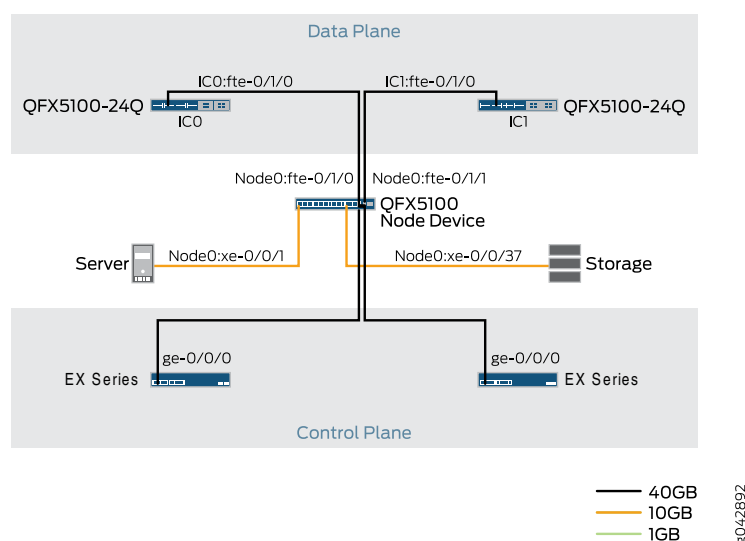 Data Plane
IC0:fte-0/1/0
IC1:fte-0/1/0
QFX5100-24Q
IC0
IC1
QFX5100-24Q
Node0:fte-0/1/0
Node0:fte-0/1/1
QFX5100
Node Device
Server
Node0:xe-0/0/1
Node0:xe-0/0/37
Storage
ge-0/0/0
ge-0/0/0
EX Series
EX Series
Control Plane
40GB
10GB
1GB
g042892